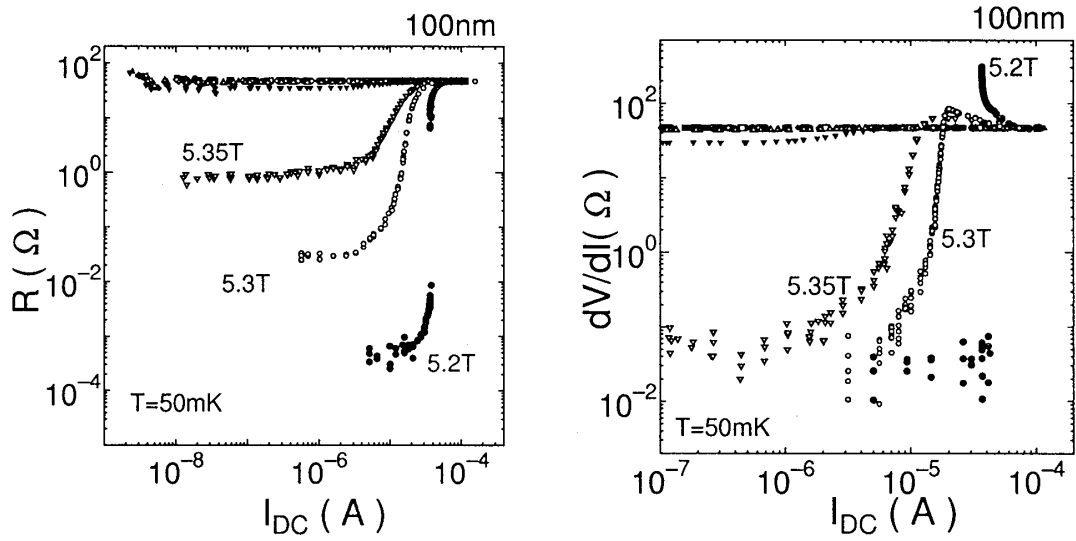 100nm
10² 
10⁰
10⁻²
10⁻⁴
R ( Ω )
5.35T
5.3T
5.2T
T=50mK
10⁻⁸ 10⁻⁶ 10⁻⁴
I_DC ( A )
100nm
10²
10⁰
10⁻²
dV/dI ( Ω )
5.2T
5.3T
5.35T
T=50mK
10⁻⁷ 10⁻⁶ 10⁻⁵ 10⁻⁴
I_DC ( A )